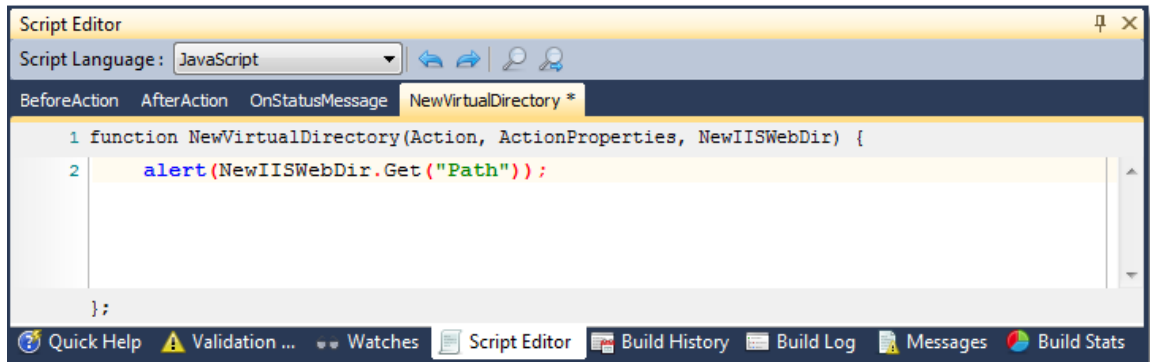 Script Editor
Script Language : JavaScript
BeforeAction AfterAction OnStatusMessage NewVirtualDirectory *
1 function NewVirtualDirectory(Action, ActionProperties, NewIISWebDir) {
2 alert(NewIISWebDir.Get("Path"));
};
Quick Help Validation ... Watches Script Editor Build History Build Log Messages Build Stats